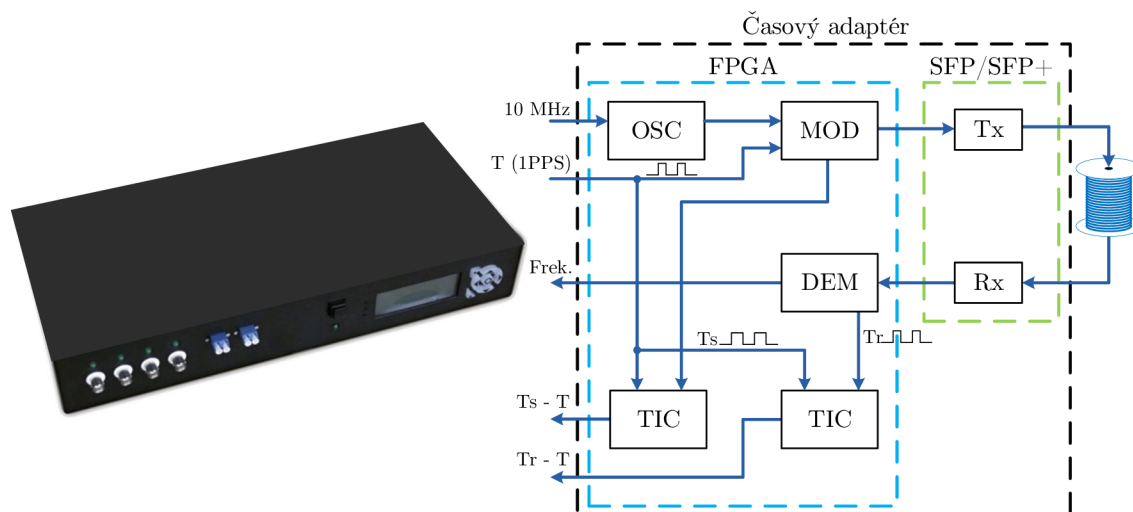 Časový adaptér
FPGA
SFP/SFP+
10 MHz
OSC
MOD
Tx
T (1PPS)
Frek.
DEM
Rx
Ts
Tr
TIC
TIC
Ts - T
Tr - T